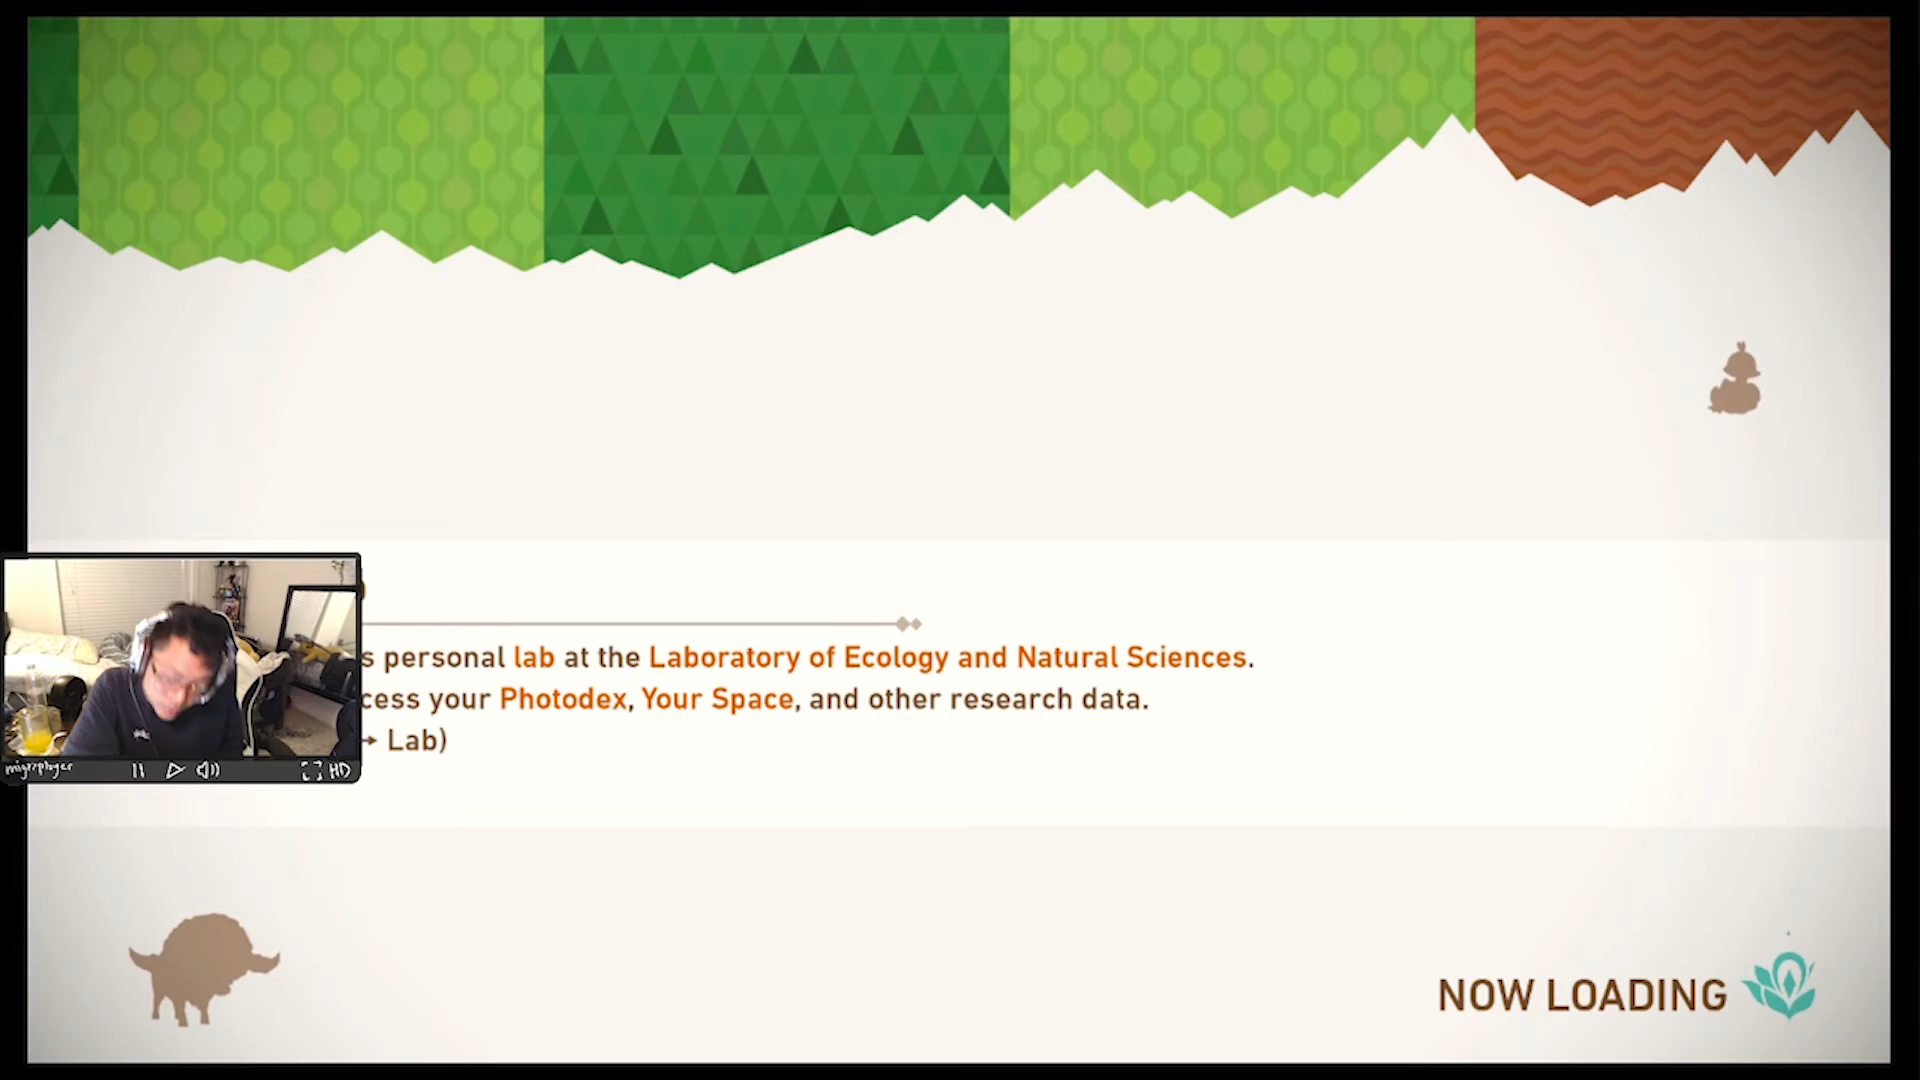 personal lab at the Laboratory of Ecology and Natural Sciences.
your Photodex, Your Space, and other research data.
→ Lab)
HD
NOW LOADING